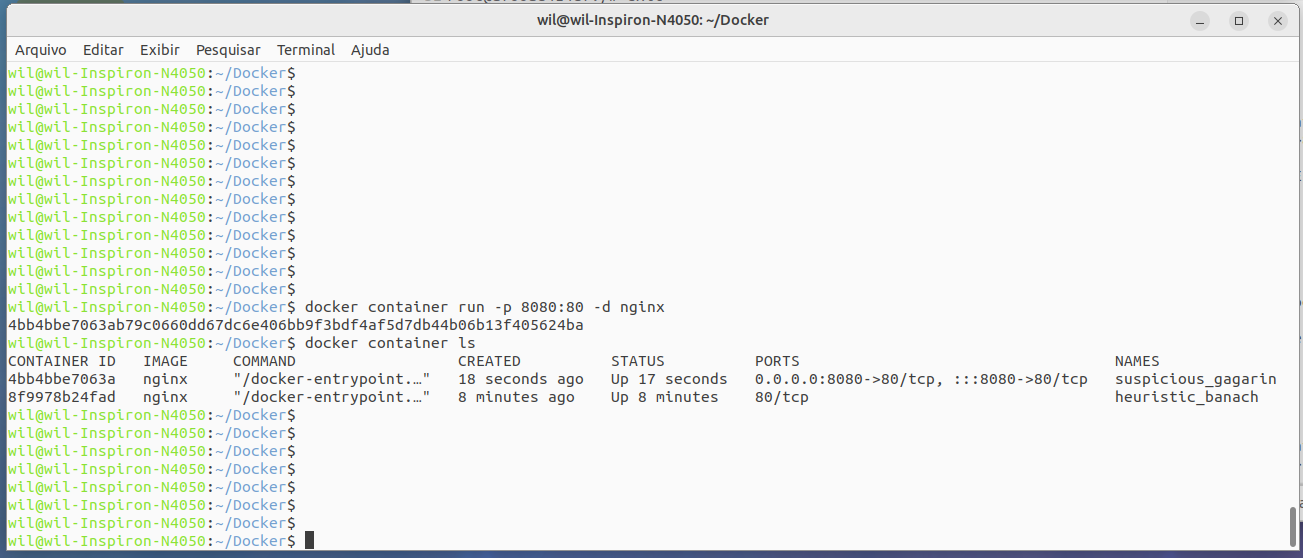 wil@wil-Inspiron-N4050: ~/Docker
Arquivo Editar Exibir Pesquisar Terminal Ajuda
wil@wil-Inspiron-N4050:~/Docker$
wil@wil-Inspiron-N4050:~/Docker$
wil@wil-Inspiron-N4050:~/Docker$
wil@wil-Inspiron-N4050:~/Docker$
wil@wil-Inspiron-N4050:~/Docker$
wil@wil-Inspiron-N4050:~/Docker$
wil@wil-Inspiron-N4050:~/Docker$
wil@wil-Inspiron-N4050:~/Docker$
wil@wil-Inspiron-N4050:~/Docker$
wil@wil-Inspiron-N4050:~/Docker$
wil@wil-Inspiron-N4050:~/Docker$
wil@wil-Inspiron-N4050:~/Docker$
wil@wil-Inspiron-N4050:~/Docker$
wil@wil-Inspiron-N4050:~/Docker$ docker container run -p 8080:80 -d nginx
4bb4bbe7063ab79c0660dd67dc6e406bb9f3bdf4af5d7db44b06b13f405624ba
wil@wil-Inspiron-N4050:~/Docker$ docker container ls
CONTAINER ID   IMAGE     COMMAND                  CREATED          STATUS          PORTS                                   NAMES
4bb4bbe7063a   nginx     "/docker-entrypoint.…"   18 seconds ago   Up 17 seconds   0.0.0.0:8080->80/tcp, :::8080->80/tcp   suspicious_gagarin
8f9978b24fad   nginx     "/docker-entrypoint.…"   8 minutes ago    Up 8 minutes    80/tcp                                  heuristic_banach
wil@wil-Inspiron-N4050:~/Docker$
wil@wil-Inspiron-N4050:~/Docker$
wil@wil-Inspiron-N4050:~/Docker$
wil@wil-Inspiron-N4050:~/Docker$
wil@wil-Inspiron-N4050:~/Docker$
wil@wil-Inspiron-N4050:~/Docker$
wil@wil-Inspiron-N4050:~/Docker$
wil@wil-Inspiron-N4050:~/Docker$